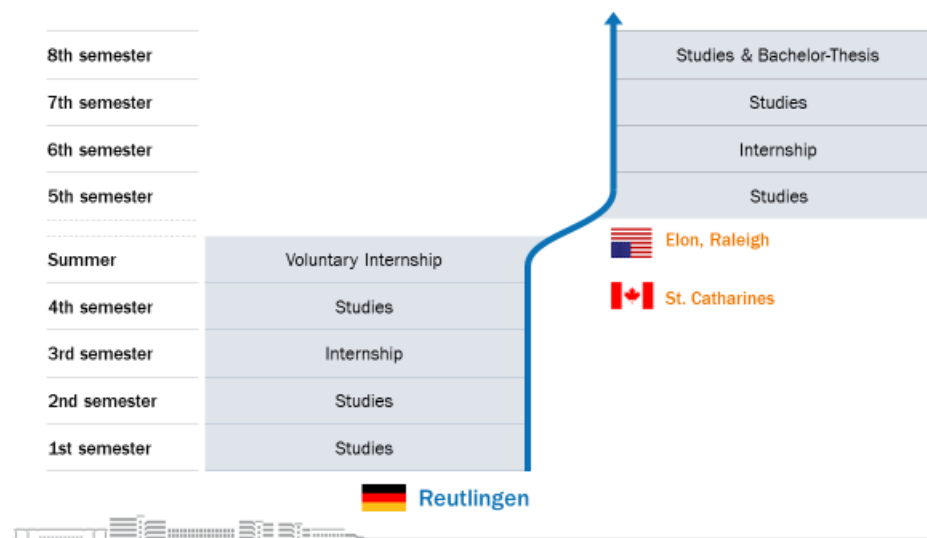 8th semester Studies & Bachelor-Thesis
7th semester Studies
6th semester Internship
5th semester Studies
Elon, Raleigh
Summer Voluntary Internship
St. Catharines
4th semester Studies
3rd semester Internship
2nd semester Studies
1st semester Studies
Reutlingen